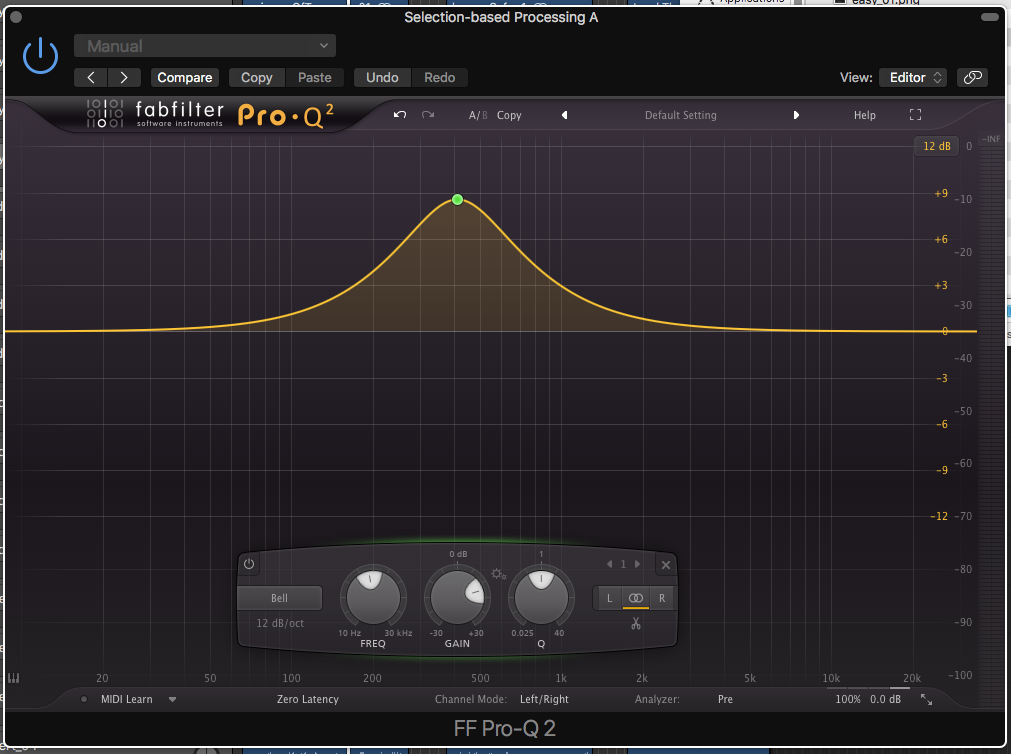 Applications
easy_01.png
Selection-based Processing A
Manual
Compare Copy Paste Undo Redo View: Editor
fabfilter Pro·Q²
software instruments
A/B Copy Default Setting Help
12 dB 0 -INF
+9 -10
+6 -20
+3 -30
0
-3 -40
-6 -50
-9 -60
-12 -70
0 dB 1
1
-80
Bell L R
12 dB/oct -90
10 Hz 30 kHz -30 +30 0.025 40
FREQ GAIN Q
20 100 200 500 1k 2k 5k 10k 20k -100
MIDI Learn Zero Latency Channel Mode: Left/Right Analyzer: Pre 100% 0.0 dB
FF Pro-Q 2